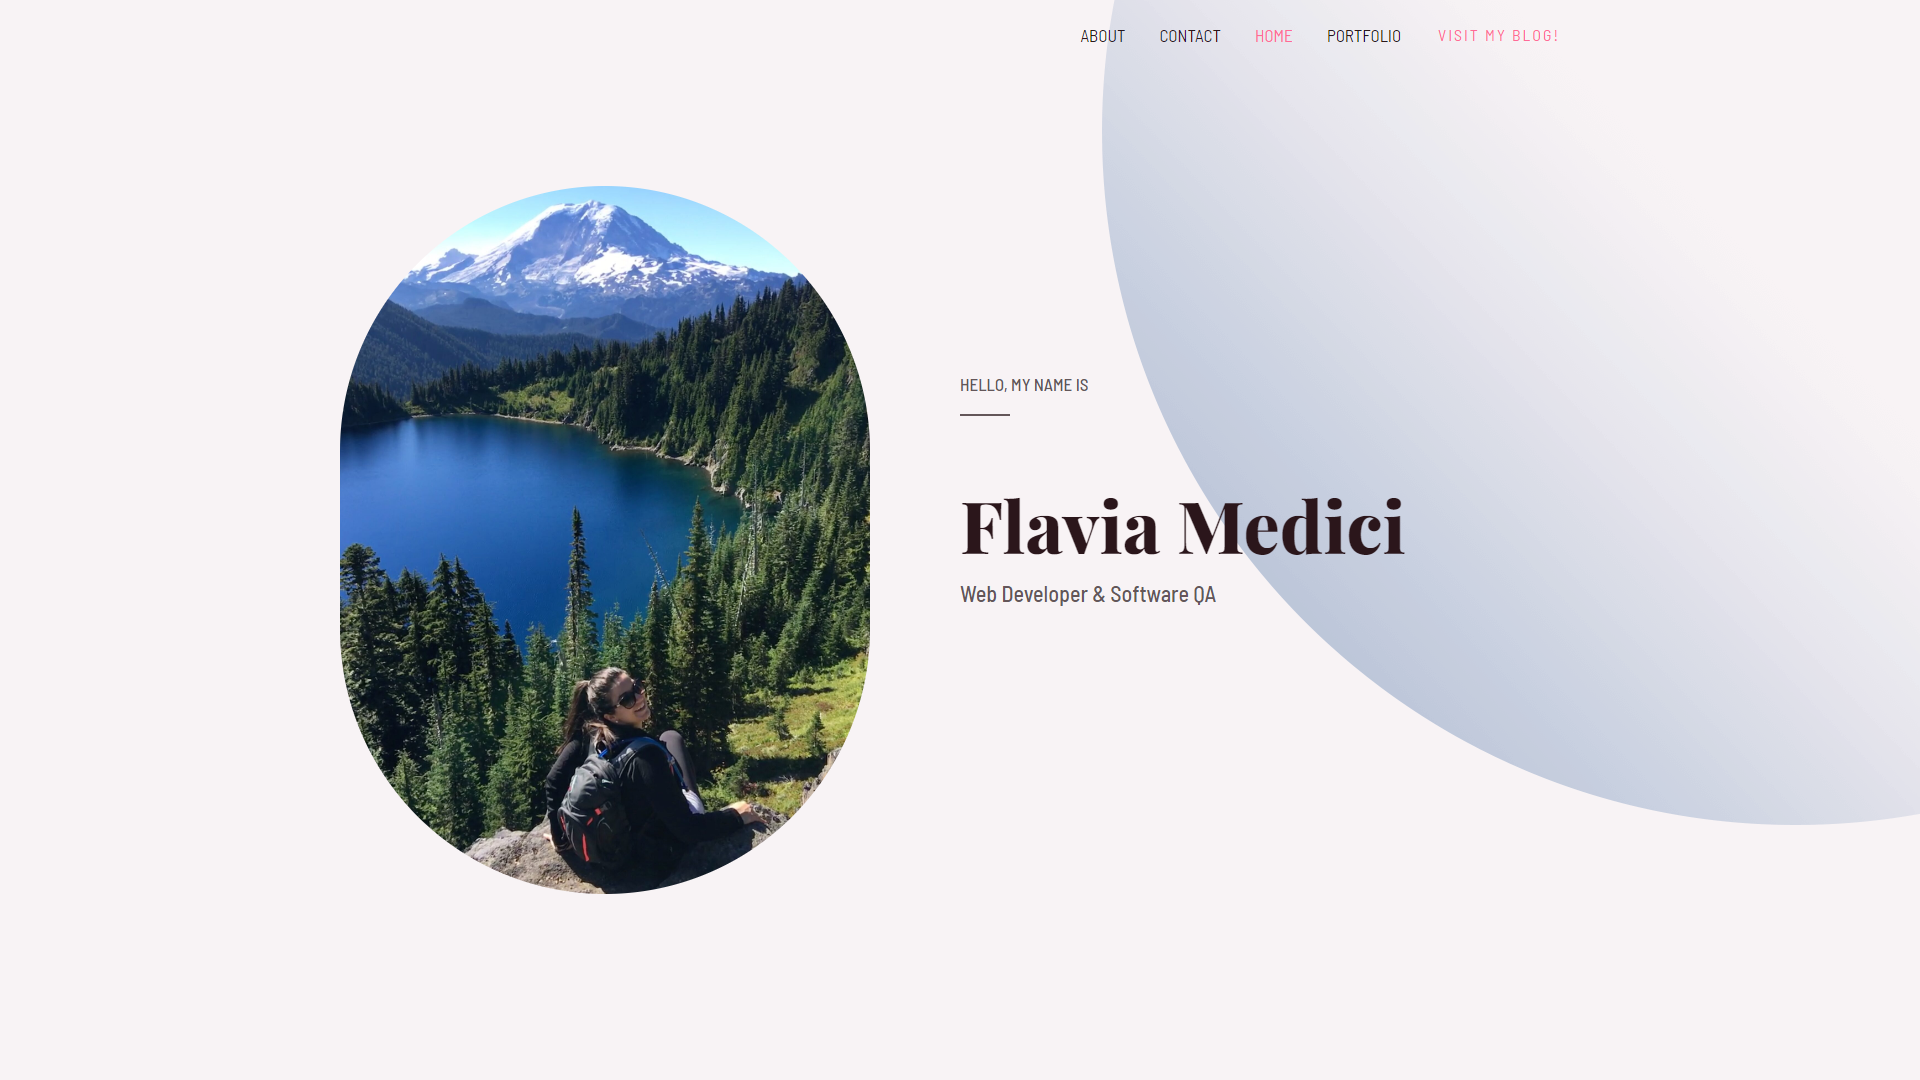 ABOUT CONTACT HOME PORTFOLIO VISIT MY BLOG!
HELLO, MY NAME IS
Flavia Medici
Web Developer & Software QA